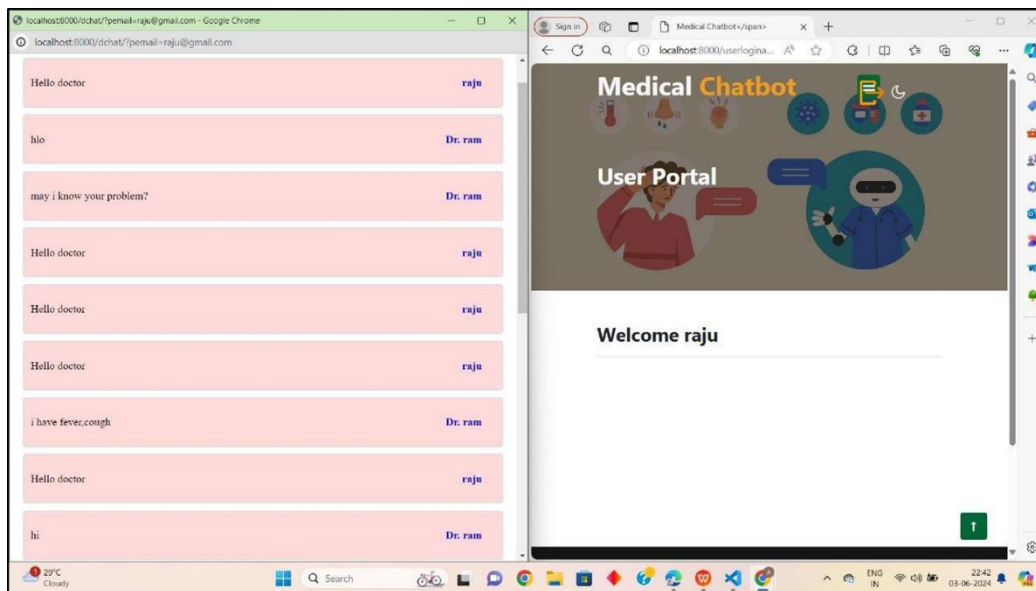 localhost:8000/dchat/?pemail=raju@gmail.com - Google Chrome
localhost:8000/dchat/?pemail=raju@gmail.com
Hello doctor raju
hlo Dr. ram
may i know your problem? Dr. ram
Hello doctor raju
Hello doctor raju
Hello doctor raju
i have fever,cough Dr. ram
Hello doctor raju
hi Dr. ram
Sign in Medical Chatbot</span>
localhost:8000/userlogina...
Medical Chatbot
User Portal
Welcome raju
29°C
Cloudy
Search
ENG
IN
22:42
03-06-2024